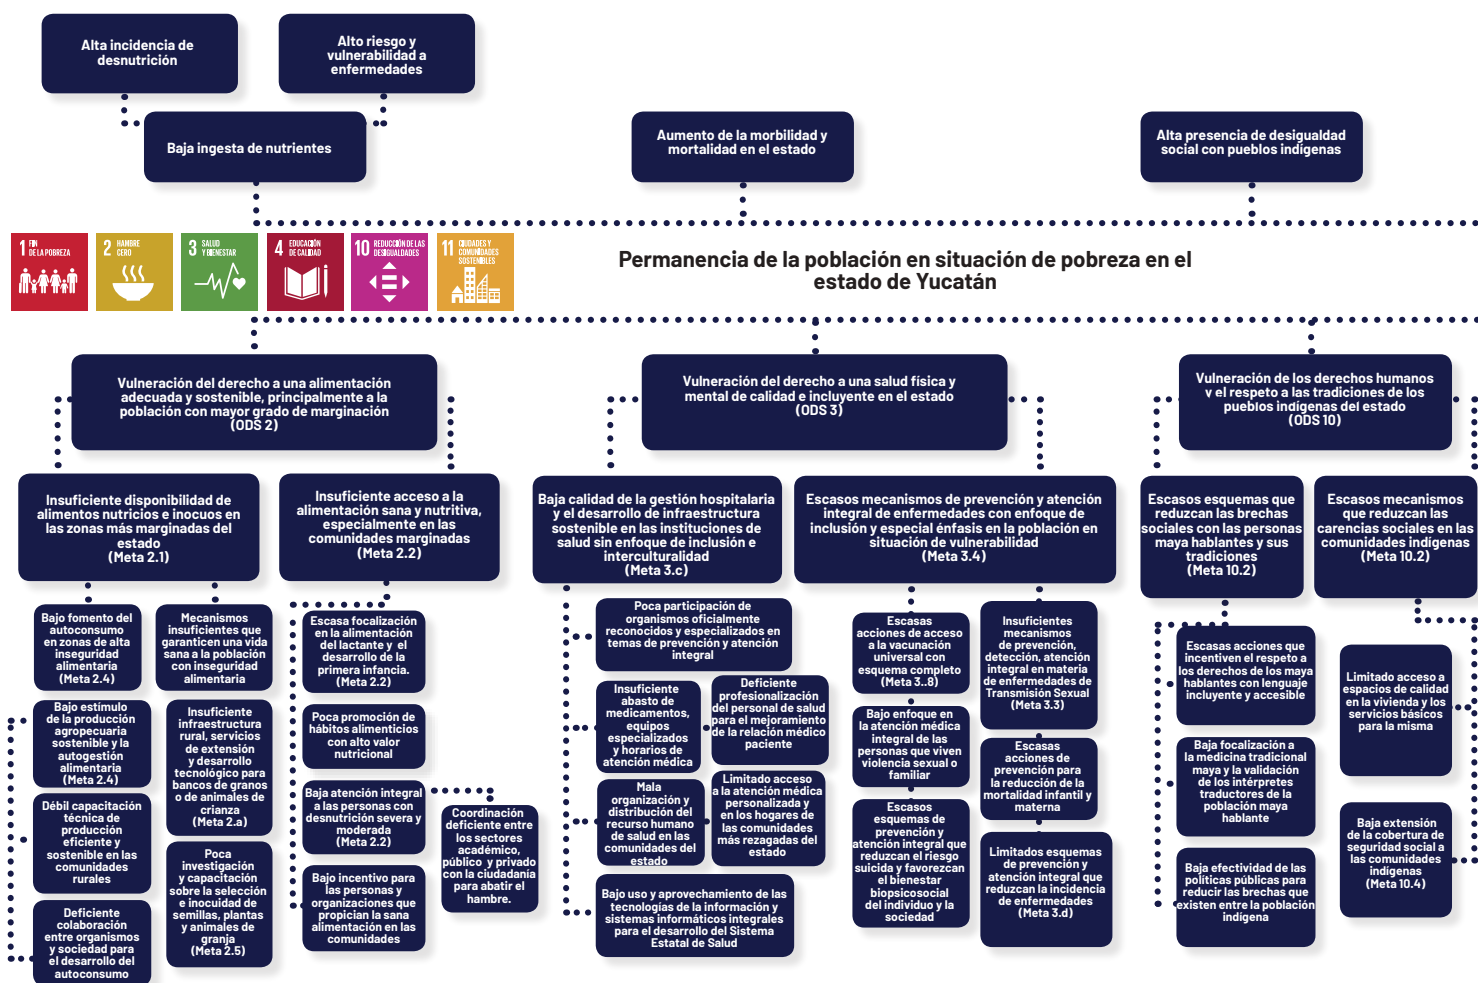 Alta incidencia de
desnutrición
Alto riesgo y
vulnerabilidad a
enfermedades
Baja ingesta de nutrientes
Aumento de la morbilidad y
mortalidad en el estado
Alta presencia de desigualdad
social con pueblos indígenas
1 FIN
DE LA POBREZA
2 HAMBRE
CERO
3 SALUD
Y BIENESTAR
4 EDUCACIÓN
DE CALIDAD
10 REDUCCIÓN DE LAS
DESIGUALDADES
11 CIUDADES Y
COMUNIDADES
SOSTENIBLES
Permanencia de la población en situación de pobreza en el
estado de Yucatán
Vulneración del derecho a una alimentación
adecuada y sostenible, principalmente a la
población con mayor grado de marginación
(ODS 2)
Vulneración del derecho a una salud física y
mental de calidad e incluyente en el estado
(ODS 3)
Vulneración de los derechos humanos
y el respeto a las tradiciones de los
pueblos indígenas del estado
(ODS 10)
Insuficiente disponibilidad de
alimentos nutricios e inocuos en
las zonas más marginadas del
estado
(Meta 2.1)
Insuficiente acceso a la
alimentación sana y nutritiva,
especialmente en las
comunidades marginadas
(Meta 2.2)
Baja calidad de la gestión hospitalaria
y el desarrollo de infraestructura
sostenible en las instituciones de
salud sin enfoque de inclusión e
interculturalidad
(Meta 3.c)
Escasos mecanismos de prevención y atención
integral de enfermedades con enfoque de
inclusión y especial énfasis en la población en
situación de vulnerabilidad
(Meta 3.4)
Escasos esquemas que
reduzcan las brechas
sociales con las personas
maya hablantes y sus
tradiciones
(Meta 10.2)
Escasos mecanismos
que reduzcan las
carencias sociales en las
comunidades indígenas
(Meta 10.2)
Bajo fomento del
autoconsumo
en zonas de alta
inseguridad
alimentaria
(Meta 2.4)
Bajo estímulo
de la producción
agropecuaria
sostenible y la
autogestión
alimentaria
(Meta 2.4)
Débil capacitación
técnica de
producción
eficiente y
sostenible en las
comunidades
rurales
Deficiente
colaboración
entre organismos
y sociedad para
el desarrollo del
autoconsumo
Mecanismos
insuficientes que
garanticen una vida
sana a la población
con inseguridad
alimentaria
Insuficiente
infraestructura
rural, servicios
de extensión
y desarrollo
tecnológico para
bancos de granos
o de animales de
crianza
(Meta 2.a)
Poca
investigación
y capacitación
sobre la selección
e inocuidad de
semillas, plantas
y animales de
granja
(Meta 2.5)
Escasa focalización
en la alimentación
del lactante y el
desarrollo de la
primera infancia.
(Meta 2.2)
Poca promoción de
hábitos alimenticios
con alto valor
nutricional
Baja atención integral
a las personas con
desnutrición severa y
moderada
(Meta 2.2)
Bajo incentivo para
las personas y
organizaciones que
propician la sana
alimentación en las
comunidades
Coordinación
deficiente entre
los sectores
académico,
público y privado
con la ciudadanía
para abatir el
hambre.
Poca participación de
organismos oficialmente
reconocidos y especializados en
temas de prevención y atención
integral
Insuficiente
abasto de
medicamentos,
equipos
especializados
y horarios de
atención médica
Deficiente
profesionalización
del personal de salud
para el mejoramiento
de la relación médico
paciente
Mala
organización y
distribución del
recurso humano
de salud en las
comunidades del
estado
Limitado acceso
a la atención médica
personalizada y
en los hogares de
las comunidades
más rezagadas del
estado
Bajo uso y aprovechamiento de las
tecnologías de la información y
sistemas informáticos integrales
para el desarrollo del Sistema
Estatal de Salud
Escasas
acciones de acceso
a la vacunación
universal con
esquema completo
(Meta 3..8)
Bajo enfoque en
la atención médica
integral de las
personas que viven
violencia sexual o
familiar
Escasos
esquemas de
prevención y
atención integral que
reduzcan el riesgo
suicida y favorezcan
el bienestar
biopsicosocial
del individuo y la
sociedad
Insuficientes
mecanismos
de prevención,
detección, atención
integral en materia
de enfermedades de
Transmisión Sexual
(Meta 3.3)
Escasas
acciones de
prevención para
la reducción de la
mortalidad infantil y
materna
Limitados esquemas
de prevención y
atención integral que
reduzcan la incidencia
de enfermedades
(Meta 3.d)
Escasas acciones que
incentiven el respeto a
los derechos de los maya
hablantes con lenguaje
incluyente y accesible
Baja focalización a
la medicina tradicional
maya y la validación
de los intérpretes
traductores de la
población maya
hablante
Baja efectividad de las
políticas públicas para
reducir las brechas que
existen entre la población
indígena
Limitado acceso a
espacios de calidad
en la vivienda y los
servicios básicos
para la misma
Baja extensión
de la cobertura de
seguridad social a
las comunidades
indígenas
(Meta 10.4)